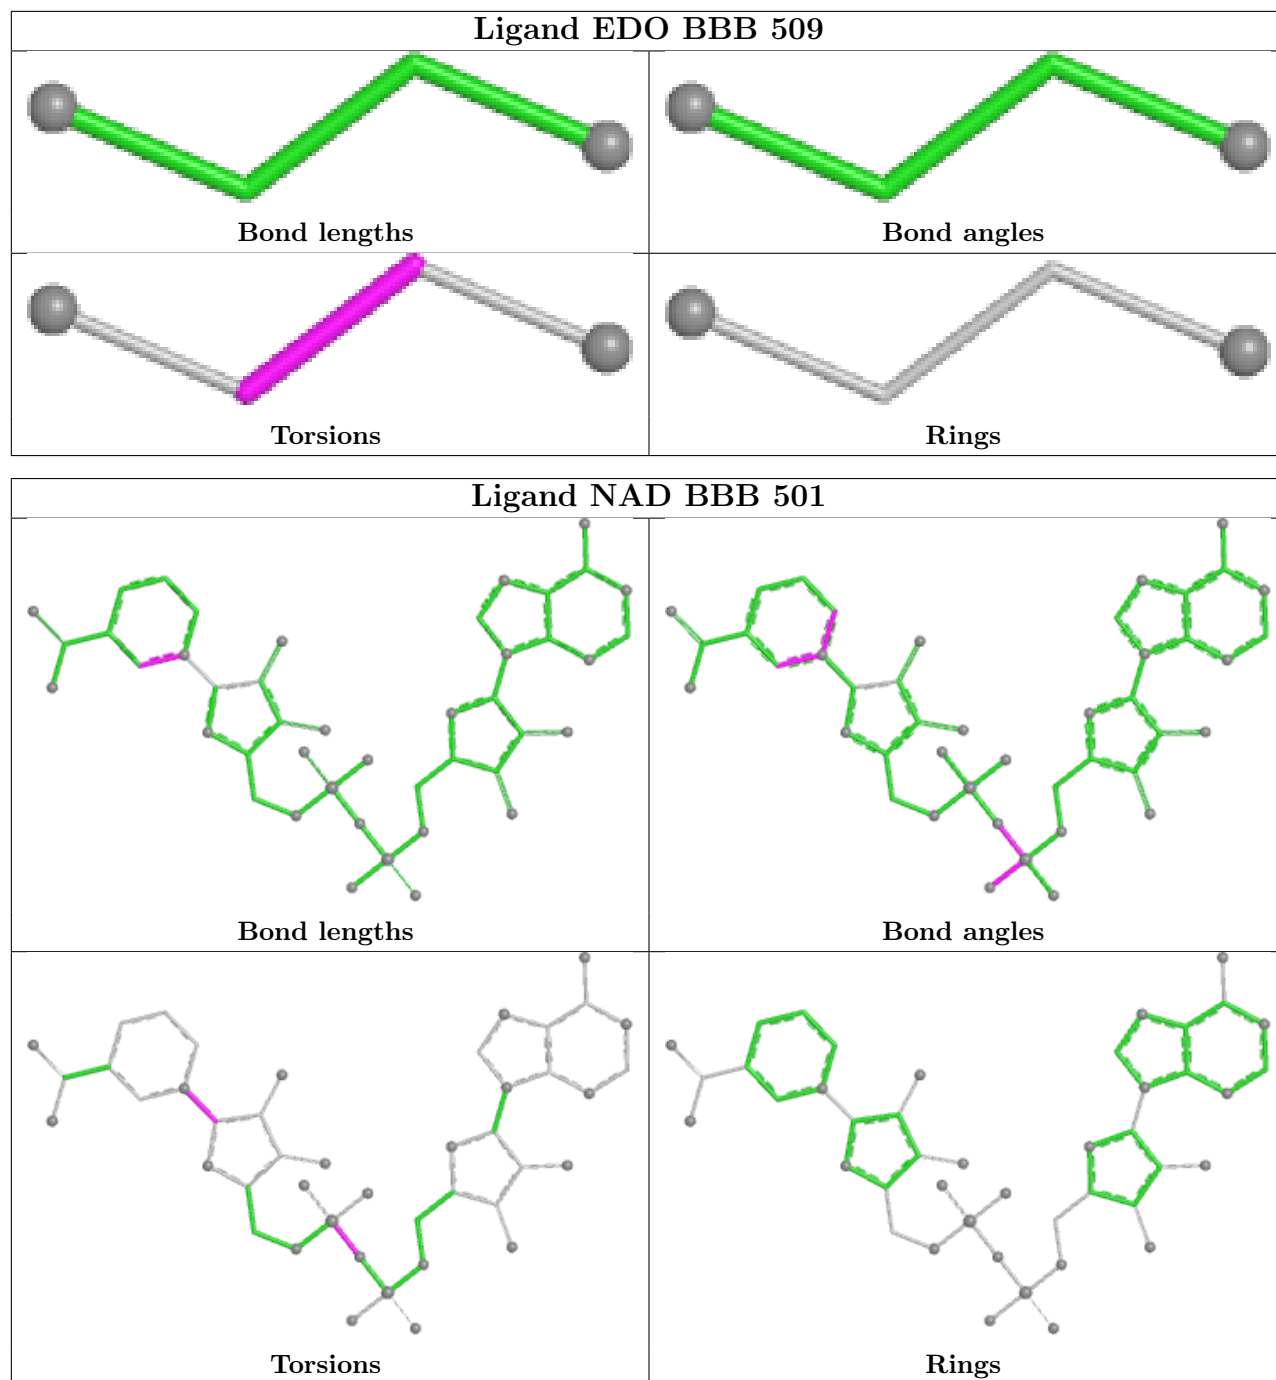 Ligand EDO BBB 509
Bond lengths
Bond angles
Torsions
Rings
Ligand NAD BBB 501
Bond lengths
Bond angles
Torsions
Rings